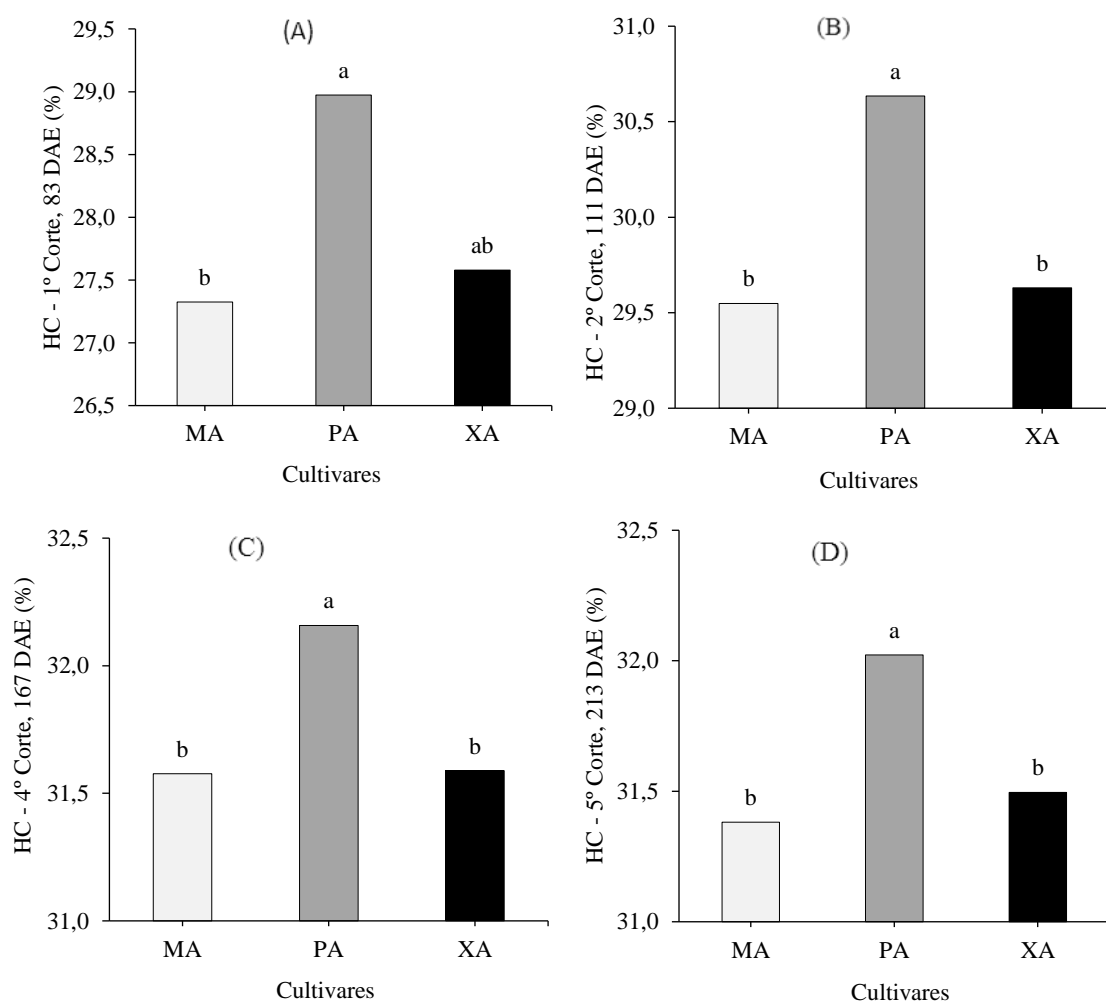 (A)
HC - 1º Corte, 83 DAE (%)
29,5
29,0
28,5
28,0
27,5
27,0
26,5
b
a
ab
MA PA XA
Cultivares
(B)
HC - 2º Corte, 111 DAE (%)
31,0
30,5
30,0
29,5
29,0
b
a
b
MA PA XA
Cultivares
(C)
HC - 4º Corte, 167 DAE (%)
32,5
32,0
31,5
31,0
b
a
b
MA PA XA
Cultivares
(D)
HC - 5º Corte, 213 DAE (%)
32,5
32,0
31,5
31,0
b
a
b
MA PA XA
Cultivares